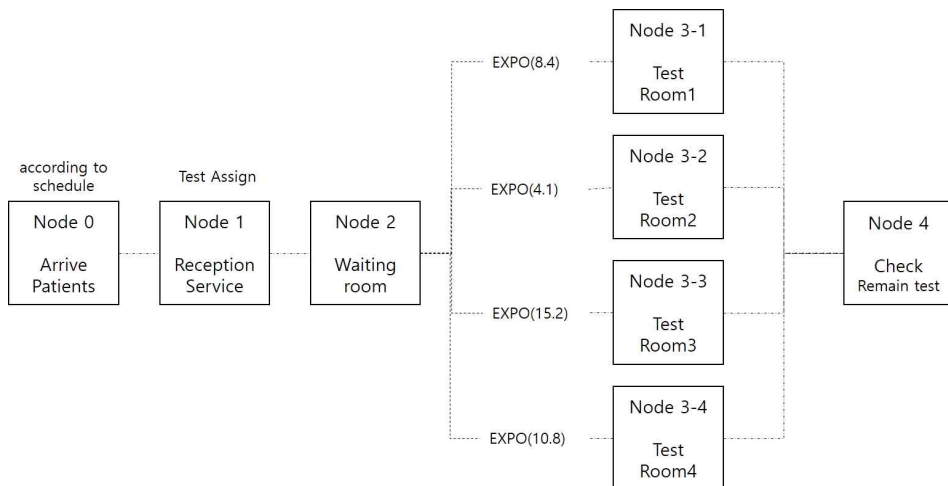 according to
schedule
Node 0
Arrive
Patients
Test Assign
Node 1
Reception
Service
Node 2
Waiting
room
EXPO(8.4)
Node 3-1
Test
Room1
EXPO(4.1)
Node 3-2
Test
Room2
EXPO(15.2)
Node 3-3
Test
Room3
EXPO(10.8)
Node 3-4
Test
Room4
Node 4
Check
Remain test